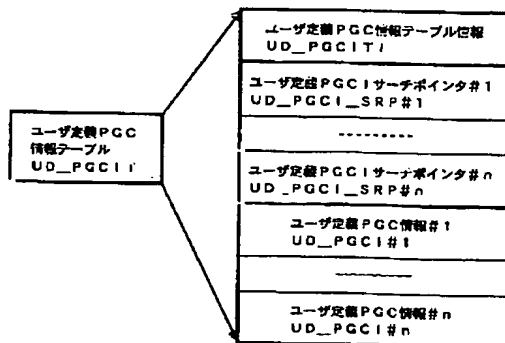 ユーザ定義PGC
情報テーブル
UD_PGCIT
ユーザ定義PGC情報テーブル情報
UD_PGCITI
ユーザ定義PGCIサーチポインタ#1
UD_PGCI_SRP#1
---------
ユーザ定義PGCIサーチポインタ#n
UD_PGCI_SRP#n
ユーザ定義PGC情報#1
UD_PGCI#1
---------
ユーザ定義PGC情報#n
UD_PGCI#n